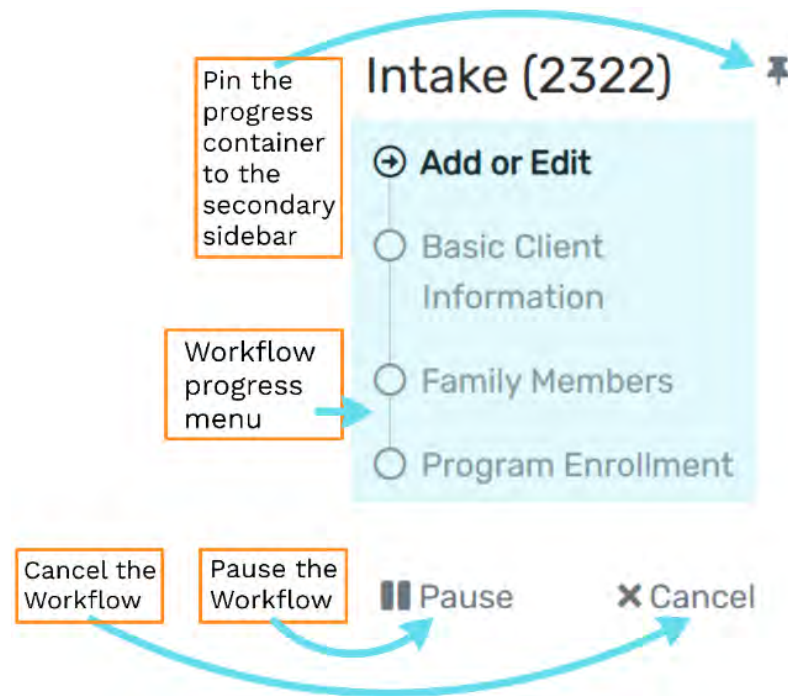 Pin the
progress
container
to the
secondary
sidebar
Intake (2322)
Add or Edit
Basic Client
Information
Workflow
progress
menu
Family Members
Program Enrollment
Cancel the
Workflow
Pause the
Workflow
Pause
Cancel